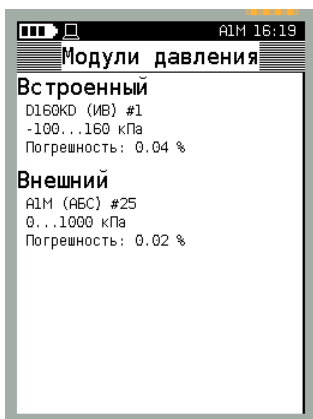 A1M 16:19
Модули давления
Встроенный
D160KD (ИВ) #1
-100...160 кПа
Погрешность: 0.04 %
Внешний
A1M (АБС) #25
0...1000 кПа
Погрешность: 0.02 %